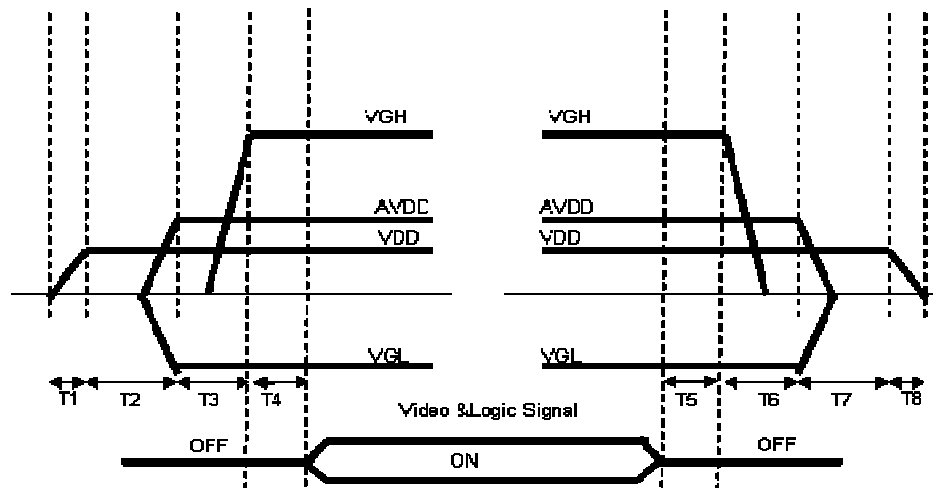 VGH
VGH
AVDD
AVDD
VDD
VDD
VGL
VGL
T1
T2
T3
T4
T5
T6
T7
T8
Video &Logic Signal
OFF
ON
OFF